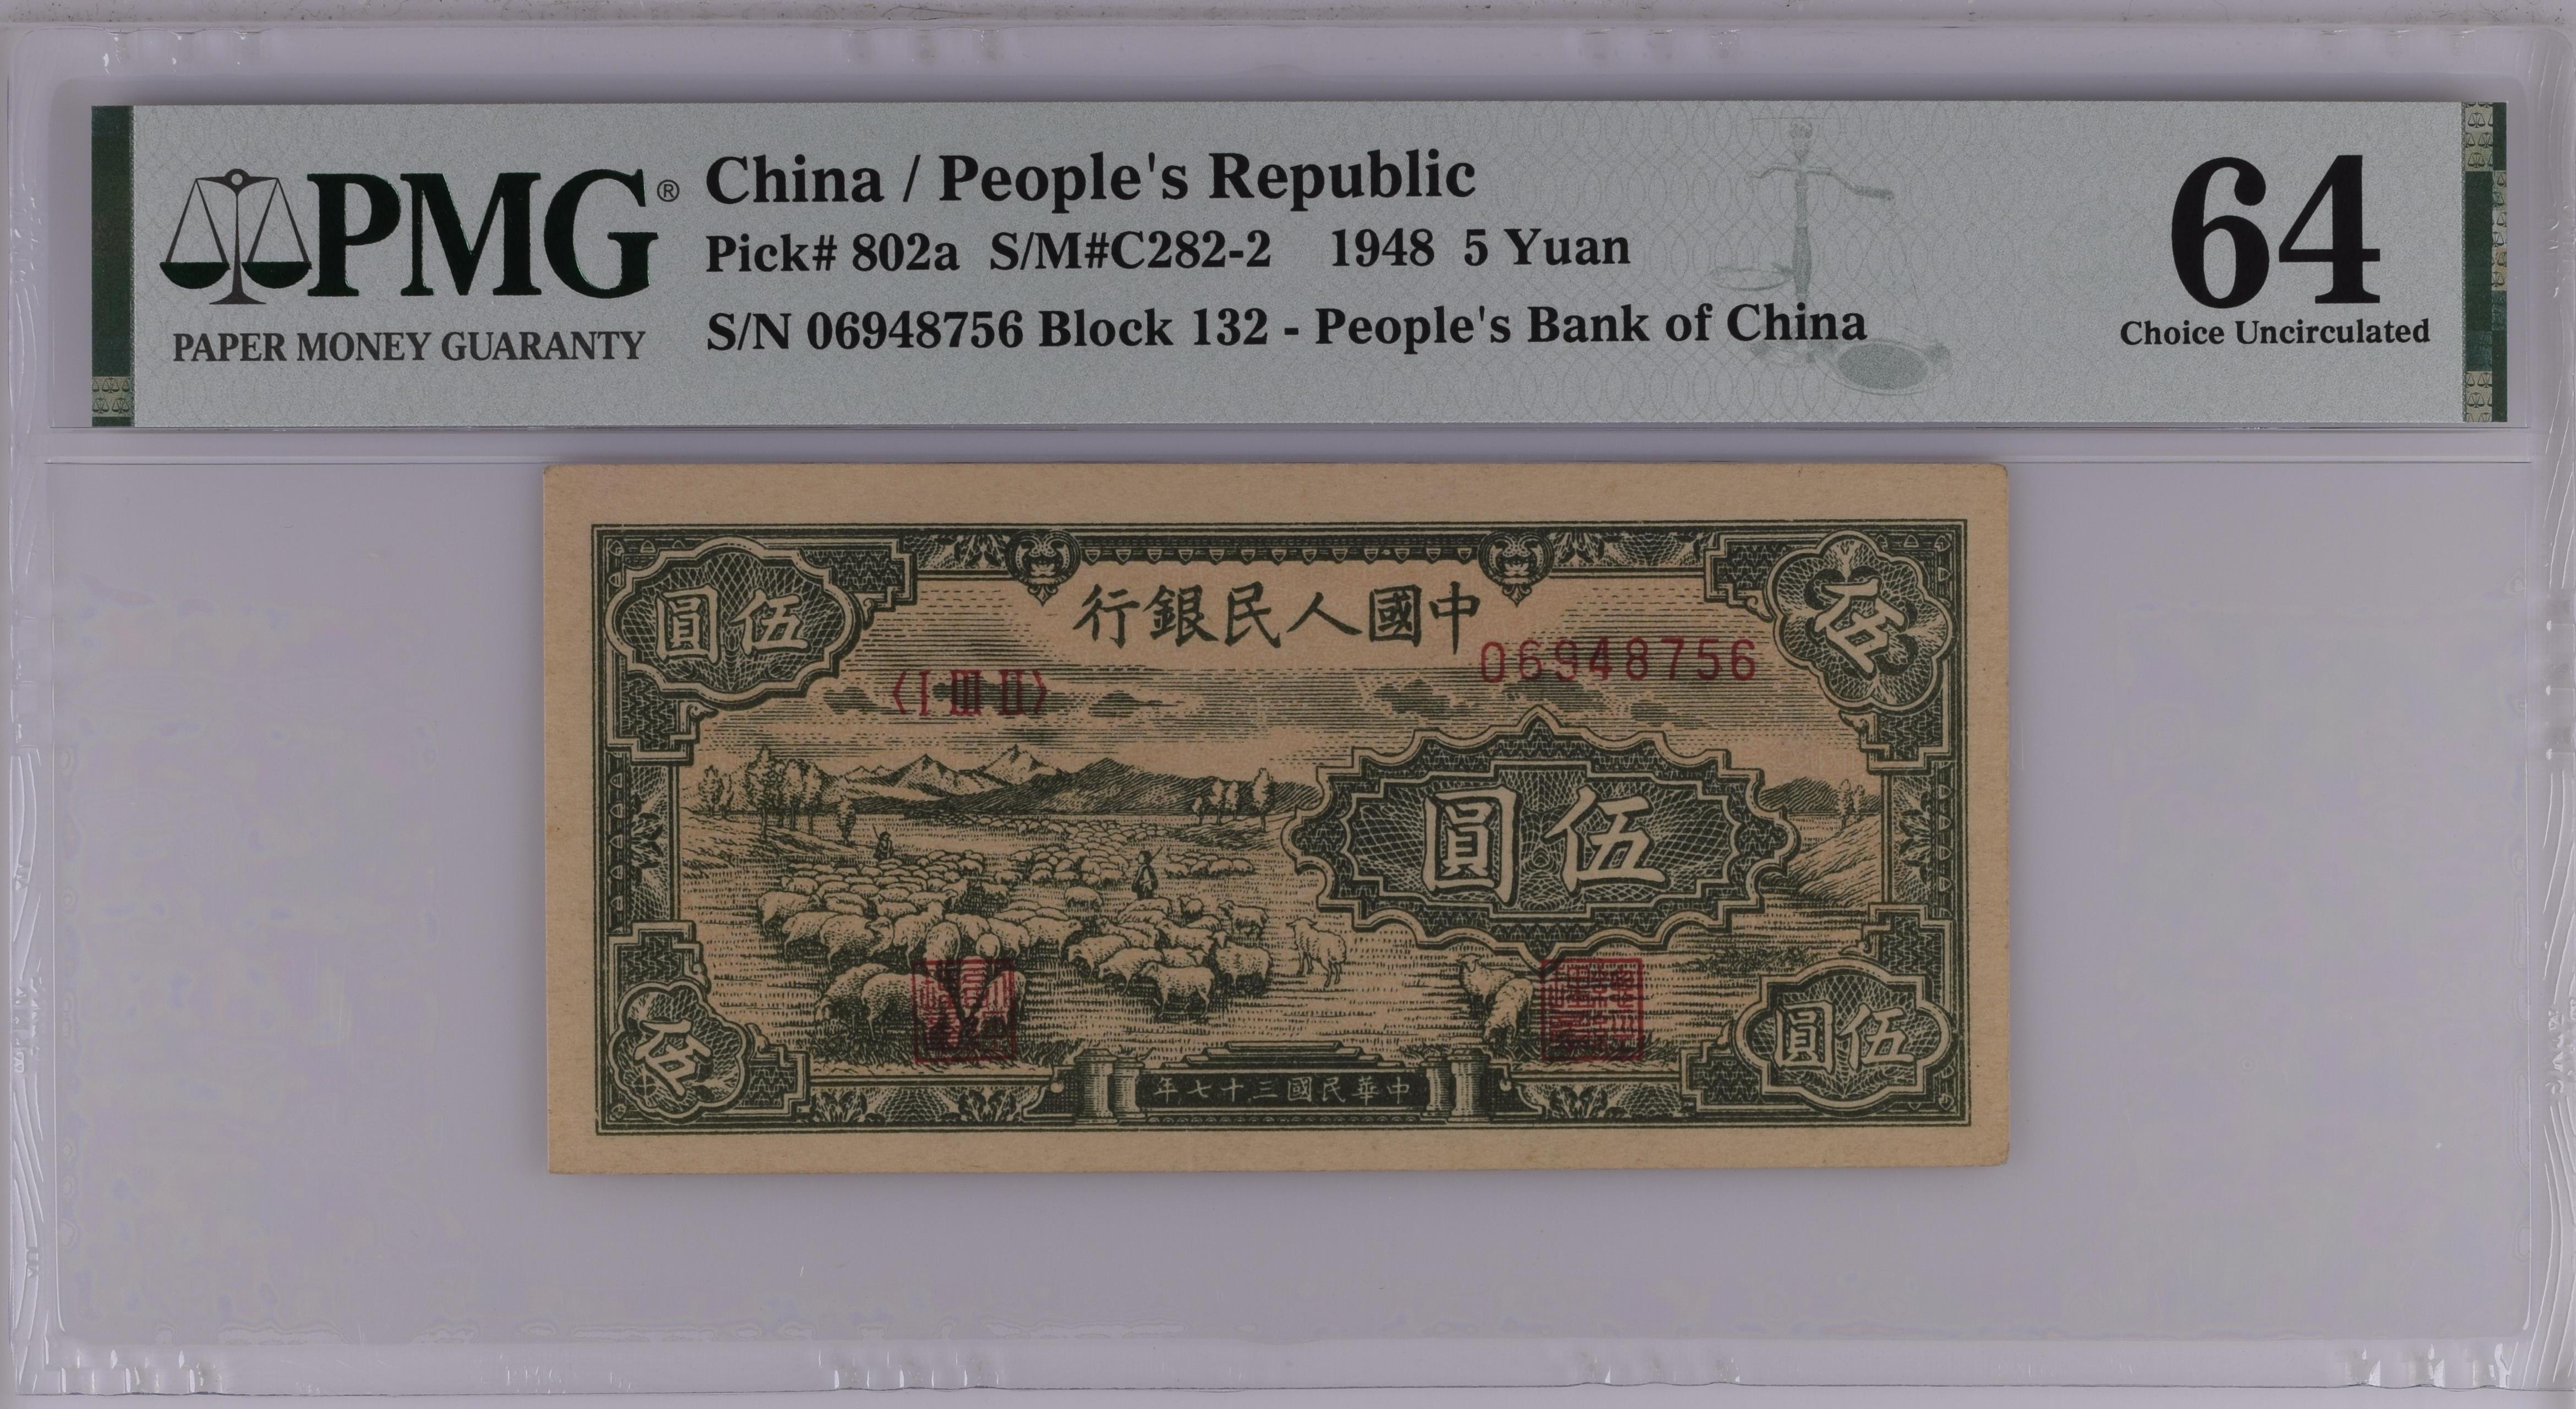 PMG®
PAPER MONEY GUARANTY
China / People's Republic
Pick# 802a S/M#C282-2 1948 5 Yuan
S/N 06948756 Block 132 - People's Bank of China
64
Choice Uncirculated
圓伍
行銀民人國中
伍
〈I III II〉
06948756
圓伍
伍
年七十三國民華中
圓伍